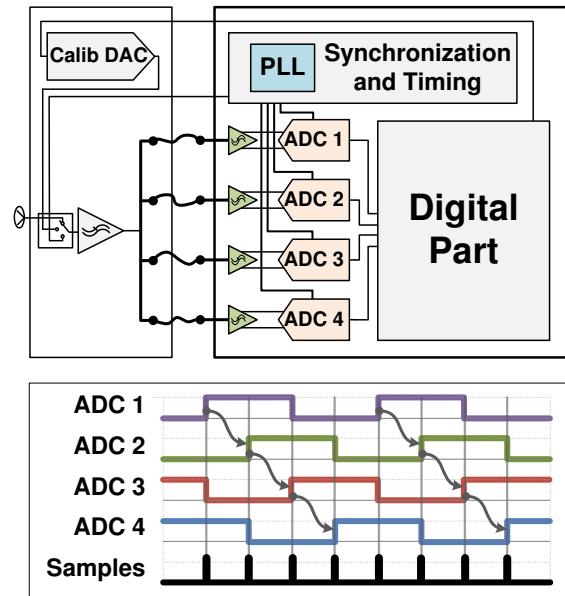 Calib DAC
PLL
Synchronization
and Timing
ADC 1
ADC 2
ADC 3
ADC 4
Digital
Part
ADC 1
ADC 2
ADC 3
ADC 4
Samples